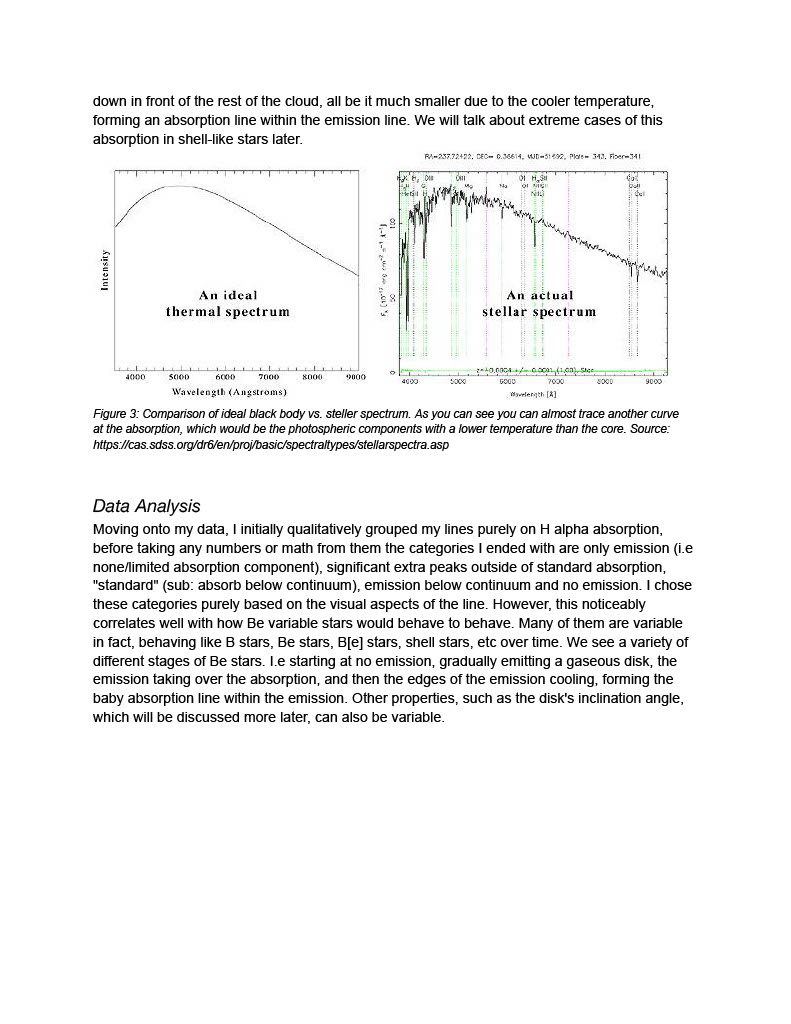 down in front of the rest of the cloud, all be it much smaller due to the cooler temperature,
forming an absorption line within the emission line. We will talk about extreme cases of this
absorption in shell-like stars later.
RA=237.72422, DEC= 0.36614, MJD=51692, Plate= 343, Fiber=341
Intensity
An ideal
thermal spectrum
4000 5000 6000 7000 8000 9000
Wavelength (Angstroms)
100
50
0
Mg
Na
OI
OIII
CaII
An actual
stellar spectrum
4000 5000 6000 7000 8000 9000
Wavelength [Å]
Figure 3: Comparison of ideal black body vs. steller spectrum. As you can see you can almost trace another curve
at the absorption, which would be the photospheric components with a lower temperature than the core. Source:
https://cas.sdss.org/dr6/en/proj/basic/spectraltypes/stellarspectra.asp
Data Analysis
Moving onto my data, I initially qualitatively grouped my lines purely on H alpha absorption,
before taking any numbers or math from them the categories I ended with are only emission (i.e
none/limited absorption component), significant extra peaks outside of standard absorption,
"standard" (sub: absorb below continuum), emission below continuum and no emission. I chose
these categories purely based on the visual aspects of the line. However, this noticeably
correlates well with how Be variable stars would behave to behave. Many of them are variable
in fact, behaving like B stars, Be stars, B[e] stars, shell stars, etc over time. We see a variety of
different stages of Be stars. I.e starting at no emission, gradually emitting a gaseous disk, the
emission taking over the absorption, and then the edges of the emission cooling, forming the
baby absorption line within the emission. Other properties, such as the disk's inclination angle,
which will be discussed more later, can also be variable.